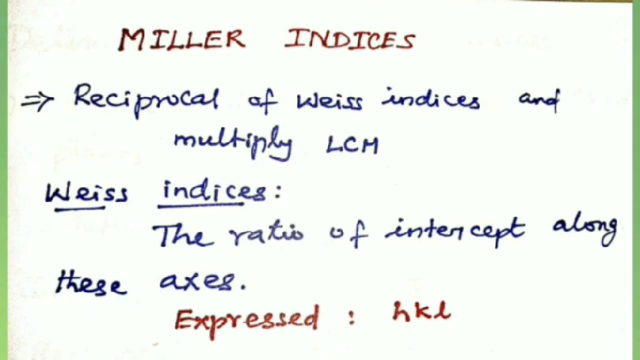 MILLER INDICES
⇒ Reciprocal of Weiss indices and
multiply LCM
Weiss indices:
The ratio of intercept along
these axes.
Expressed : hkl